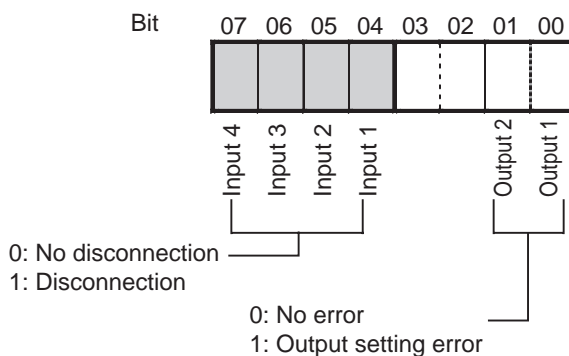 Bit 07 06 05 04 03 02 01 00
Input 4
Input 3
Input 2
Input 1
Output 2
Output 1
0: No disconnection
1: Disconnection
0: No error
1: Output setting error